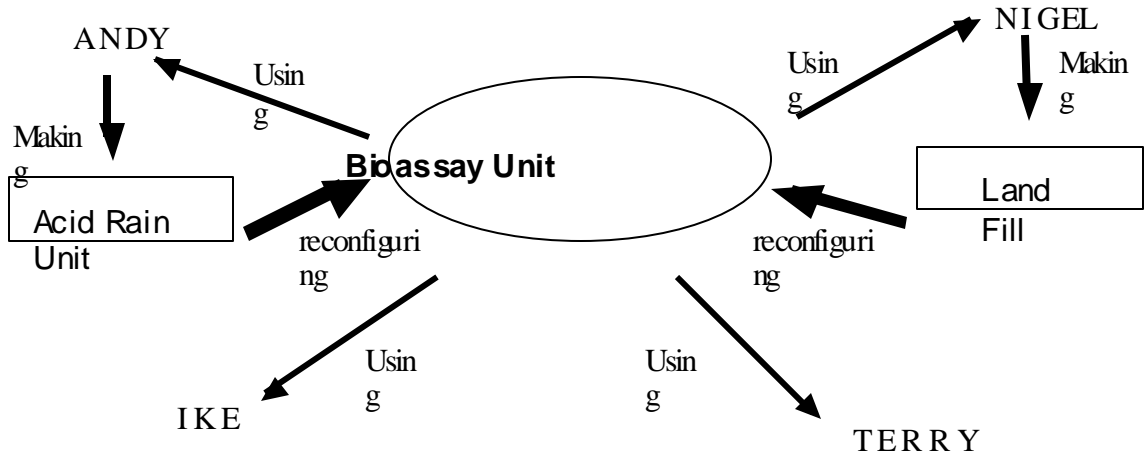 ANDY
Usin
g
Makin
g
Acid Rain
Unit
Bioassay Unit
reconfiguri
ng
NIGEL
Usin
g
Makin
g
Land
Fill
reconfiguri
ng
Usin
g
IKE
Usin
g
TERRY